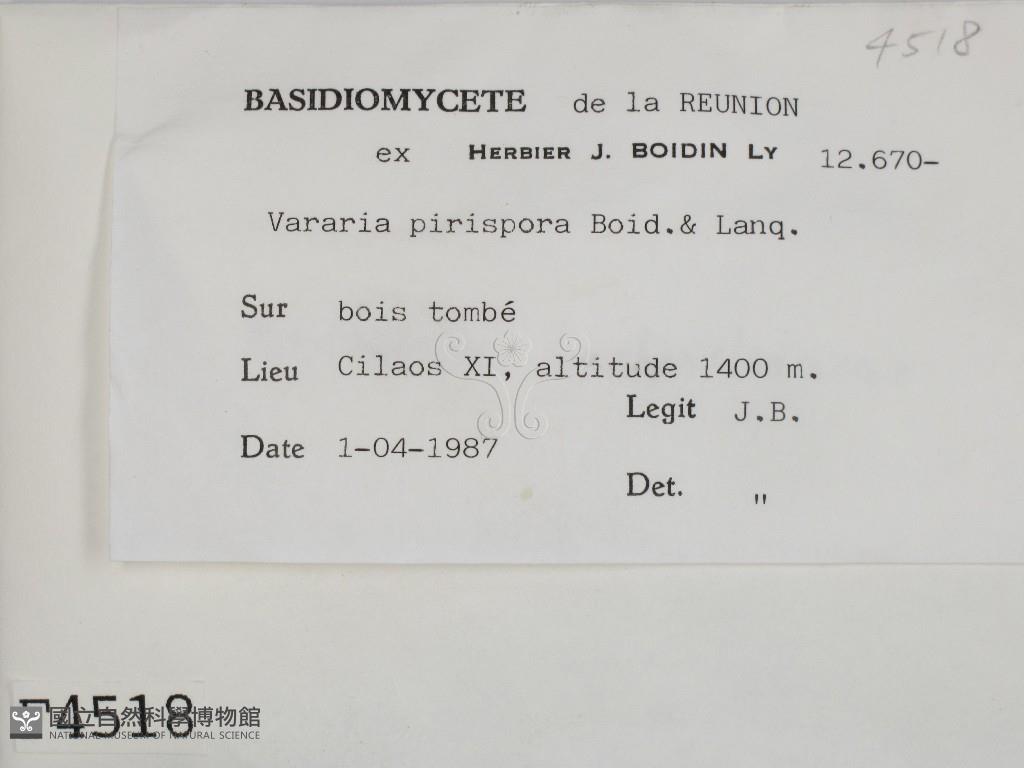 4518
BASIDIOMYCETE de la REUNION
ex HERBIER J. BOIDIN LY 12.670-
Vararia pirispora Boid.& Lanq.
Sur bois tombé
Lieu Cilaos XI, altitude 1400 m.
Legit J.B.
Date 1-04-1987
Det. "
F4518
國立自然科學博物館
NATIONAL MUSEUM OF NATURAL SCIENCE